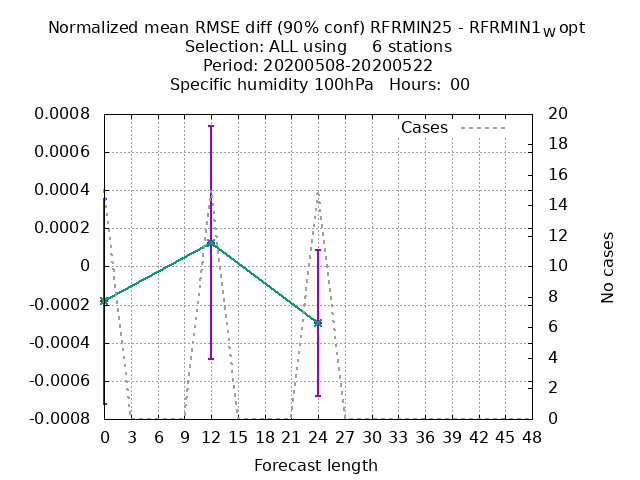 Normalized mean RMSE diff (90% conf) RFRMIN25 - RFRMIN1_W opt
Selection: ALL using 6 stations
Period: 20200508-20200522
Specific humidity 100hPa Hours: 00
Cases
0.0008
0.0006
0.0004
0.0002
0
-0.0002
-0.0004
-0.0006
-0.0008
20
18
16
14
12
10
8
6
4
2
0
No cases
0 3 6 9 12 15 18 21 24 27 30 33 36 39 42 45 48
Forecast length